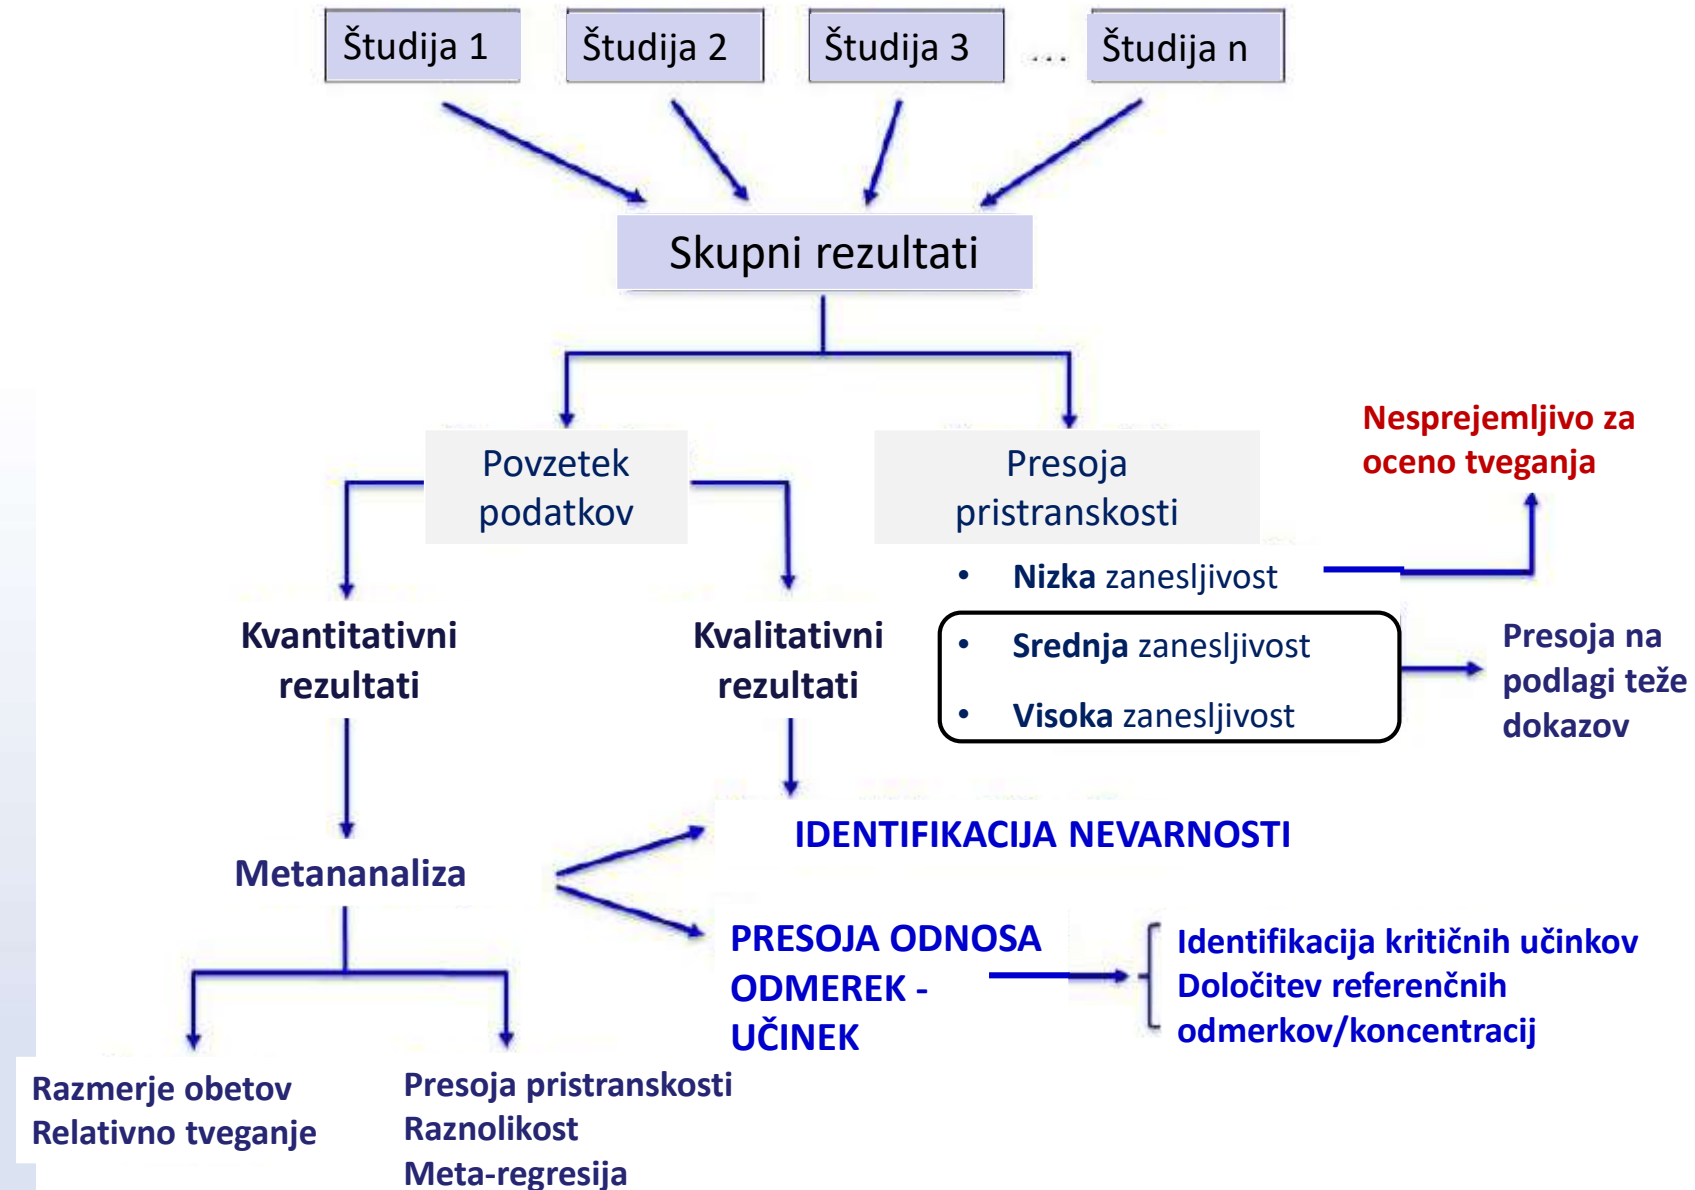 Študija 1
Študija 2
Študija 3
...
Študija n
Skupni rezultati
Povzetek
podatkov
Presoja
pristranskosti
Nesprejemljivo za
oceno tveganja
• Nizka zanesljivost
• Srednja zanesljivost
• Visoka zanesljivost
Presoja na
podlagi teže
dokazov
Kvantitativni
rezultati
Kvalitativni
rezultati
IDENTIFIKACIJA NEVARNOSTI
Metananaliza
PRESOJA ODNOSA
ODMEREK -
UČINEK
Identifikacija kritičnih učinkov
Določitev referenčnih
odmerkov/koncentracij
Razmerje obetov
Relativno tveganje
Presoja pristranskosti
Raznolikost
Meta-regresija